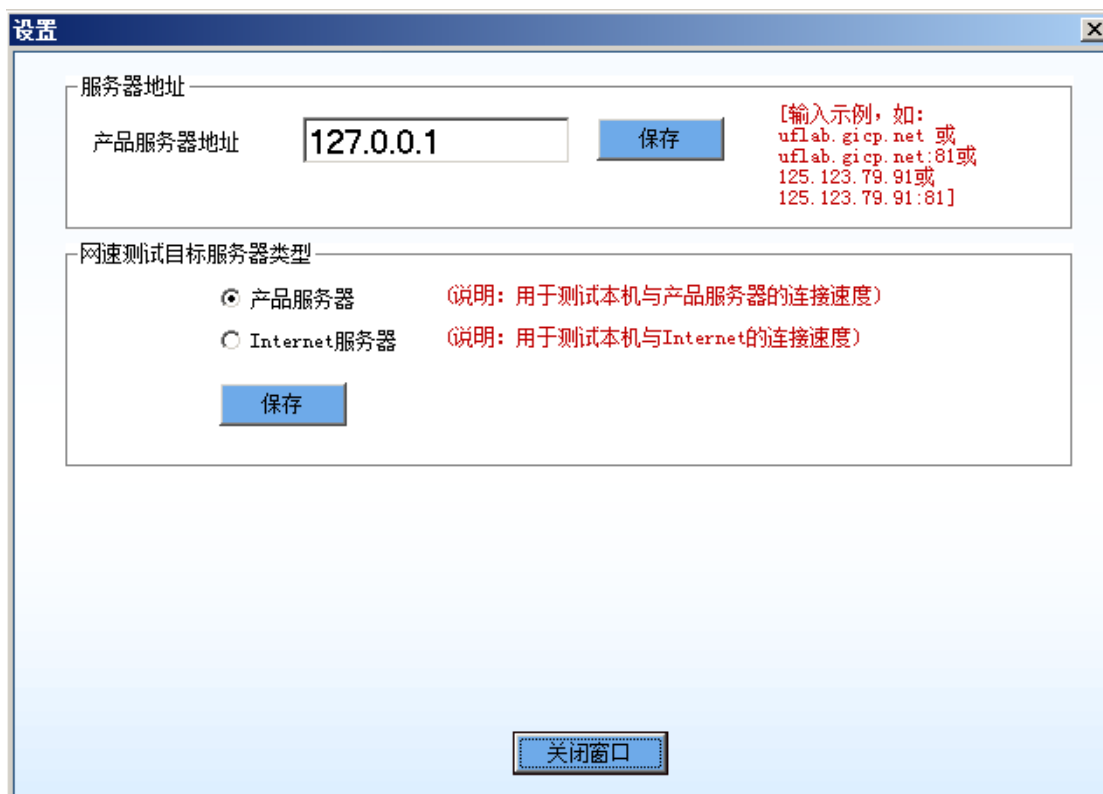 设置
服务器地址
产品服务器地址
127.0.0.1
保存
[输入示例，如：
uflab.gicp.net 或
uflab.gicp.net:81或
125.123.79.91或
125.123.79.91:81]
网速测试目标服务器类型
产品服务器 (说明：用于测试本机与产品服务器的连接速度)
Internet服务器 (说明：用于测试本机与Internet的连接速度)
保存
关闭窗口